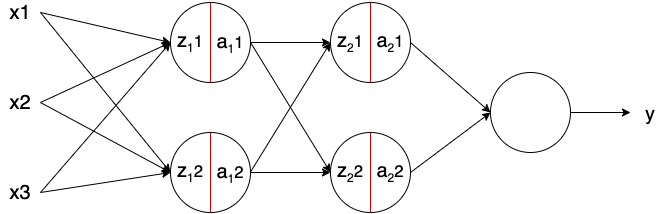 x1
z₁1 a₁1
z₂1 a₂1
x2
y
x3
z₁2 a₁2
z₂2 a₂2